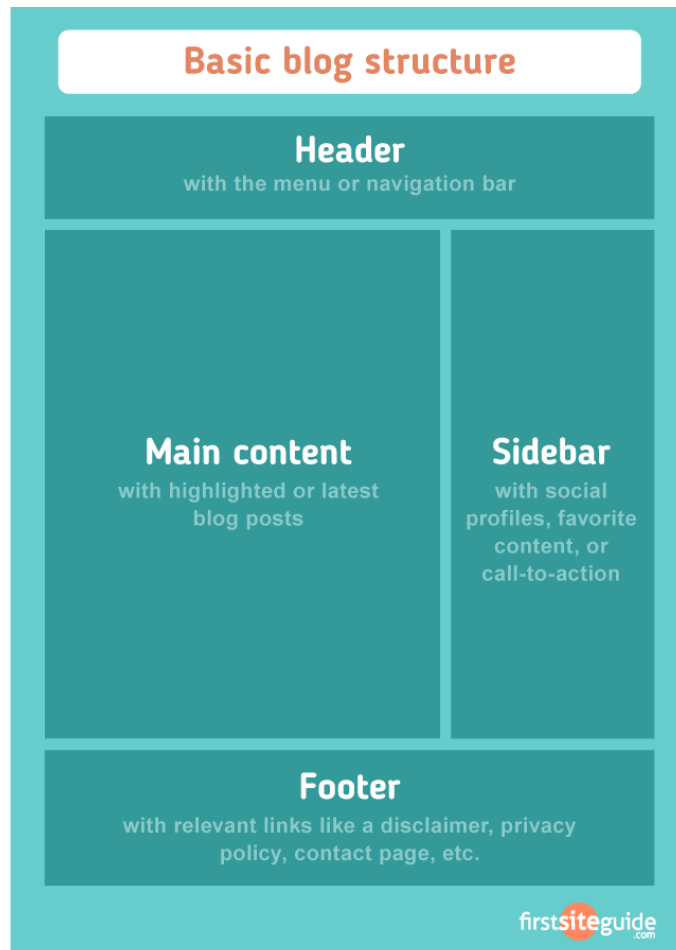 Basic blog structure
Header
with the menu or navigation bar
Main content
with highlighted or latest
blog posts
Sidebar
with social
profiles, favorite
content, or
call-to-action
Footer
with relevant links like a disclaimer, privacy
policy, contact page, etc.
firstsiteguide
.com